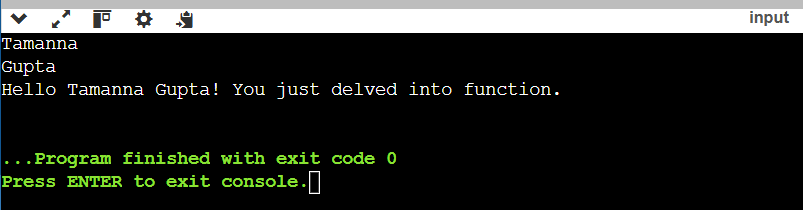 input
Tamanna
Gupta
Hello Tamanna Gupta! You just delved into function.
...Program finished with exit code 0
Press ENTER to exit console.